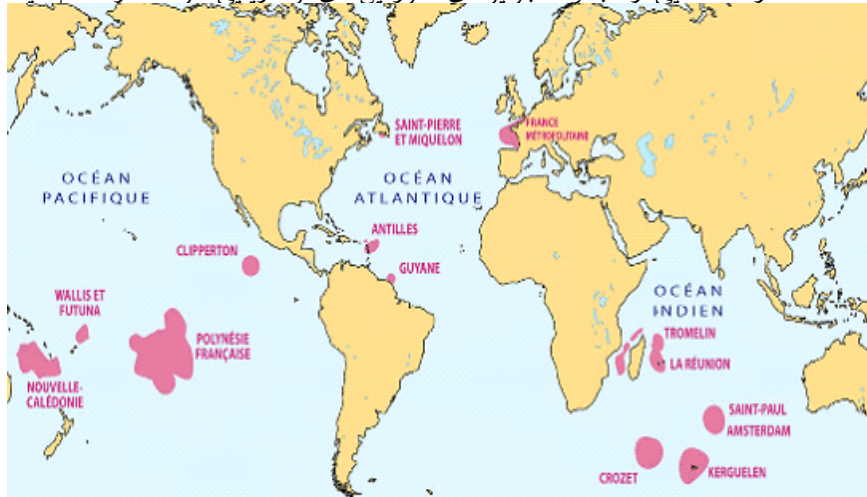 SAINT-PIERRE
ET MIQUELON
FRANCE
MÉTROPOLITAINE
OCÉAN
PACIFIQUE
OCÉAN
ATLANTIQUE
ANTILLES
CLIPPERTON
GUYANE
WALLIS ET
FUTUNA
OCÉAN
INDIEN
POLYNÉSIE
FRANÇAISE
TROMELIN
LA RÉUNION
NOUVELLE-
CALÉDONIE
SAINT-PAUL
AMSTERDAM
CROZET
KERGUELEN